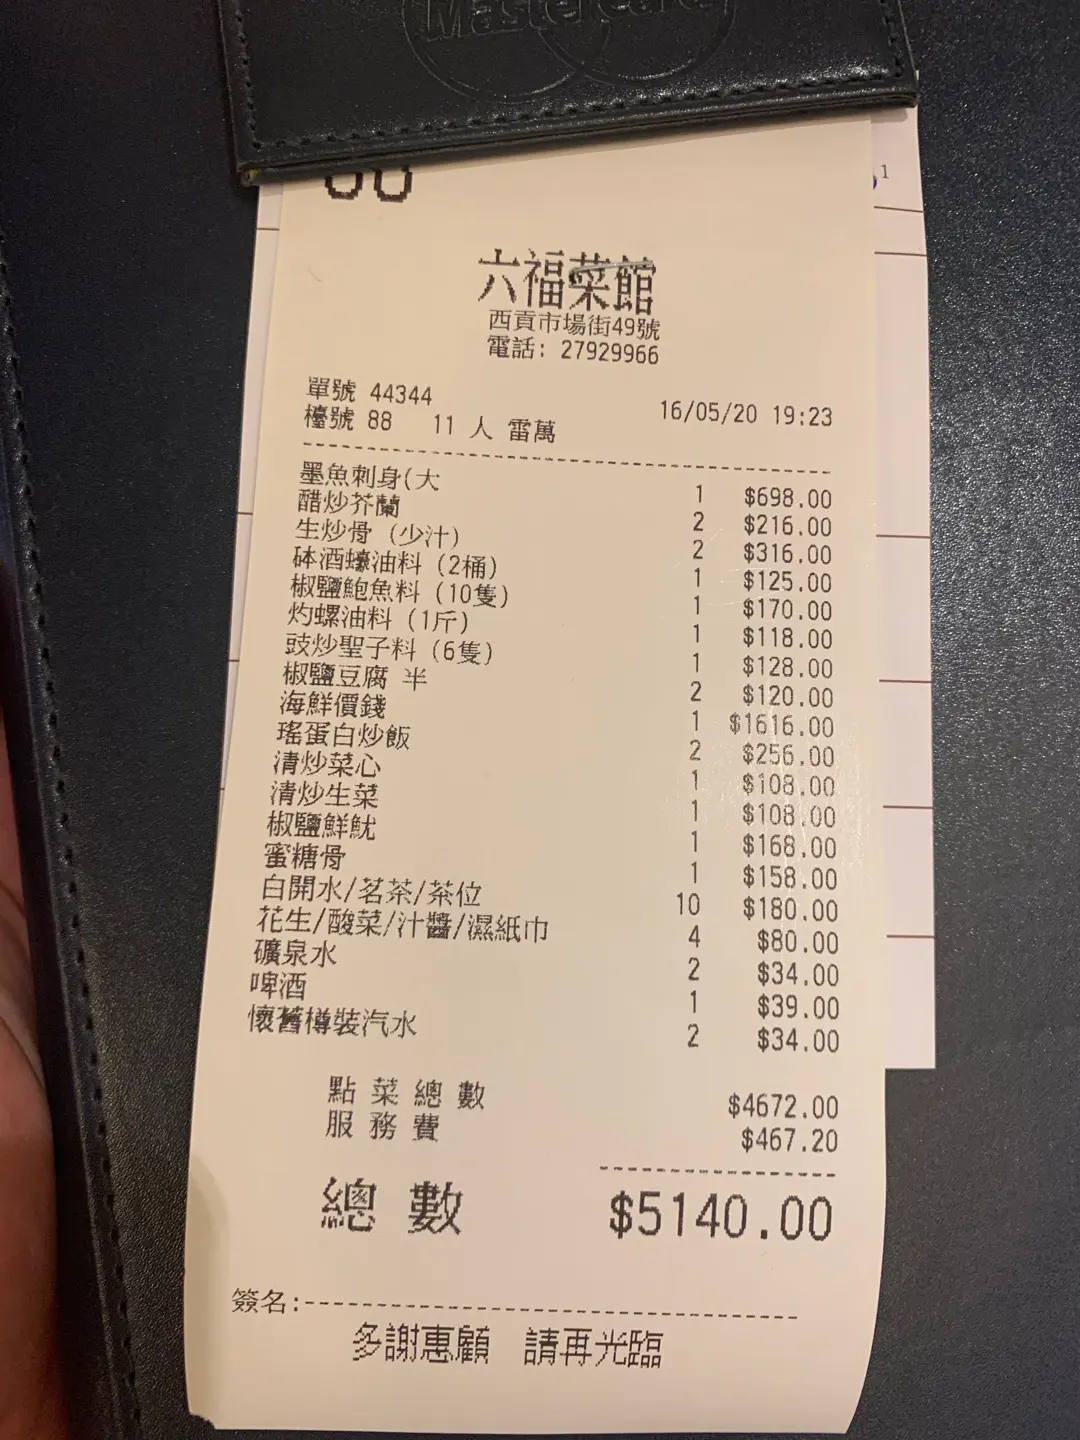 MasterCard
六福菜館
西貢市場街49號
電話: 27929966
單號 44344 16/05/20 19:23
檯號 88 11 人 雷萬
墨魚刺身(大 1 $698.00
醋炒芥蘭 2 $216.00
生炒骨 (少汁) 2 $316.00
砵酒蠔油料 (2桶) 1 $125.00
椒鹽鮑魚料 (10隻) 1 $170.00
灼螺油料 (1斤) 1 $118.00
豉炒聖子料 (6隻) 1 $128.00
椒鹽豆腐 半 2 $120.00
海鮮價錢 1 $1616.00
瑤蛋白炒飯 2 $256.00
清炒菜心 1 $108.00
清炒生菜 1 $108.00
椒鹽鮮魷 1 $168.00
蜜糖骨 1 $158.00
白開水/茗茶/茶位 10 $180.00
花生/酸菜/汁醬/濕紙巾 4 $80.00
礦泉水 2 $34.00
啤酒 1 $39.00
懷舊樽裝汽水 2 $34.00
點菜總數 $4672.00
服務費 $467.20
總數 $5140.00
簽名:
多謝惠顧 請再光臨